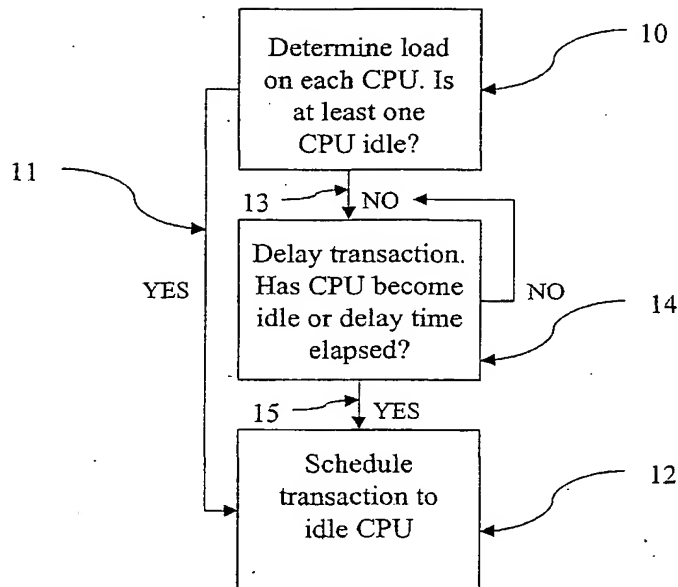 Determine load
on each CPU. Is
at least one
CPU idle?
10
11
13
NO
Delay transaction.
Has CPU become
idle or delay time
elapsed?
YES
NO
14
15
YES
Schedule
transaction to
idle CPU
12